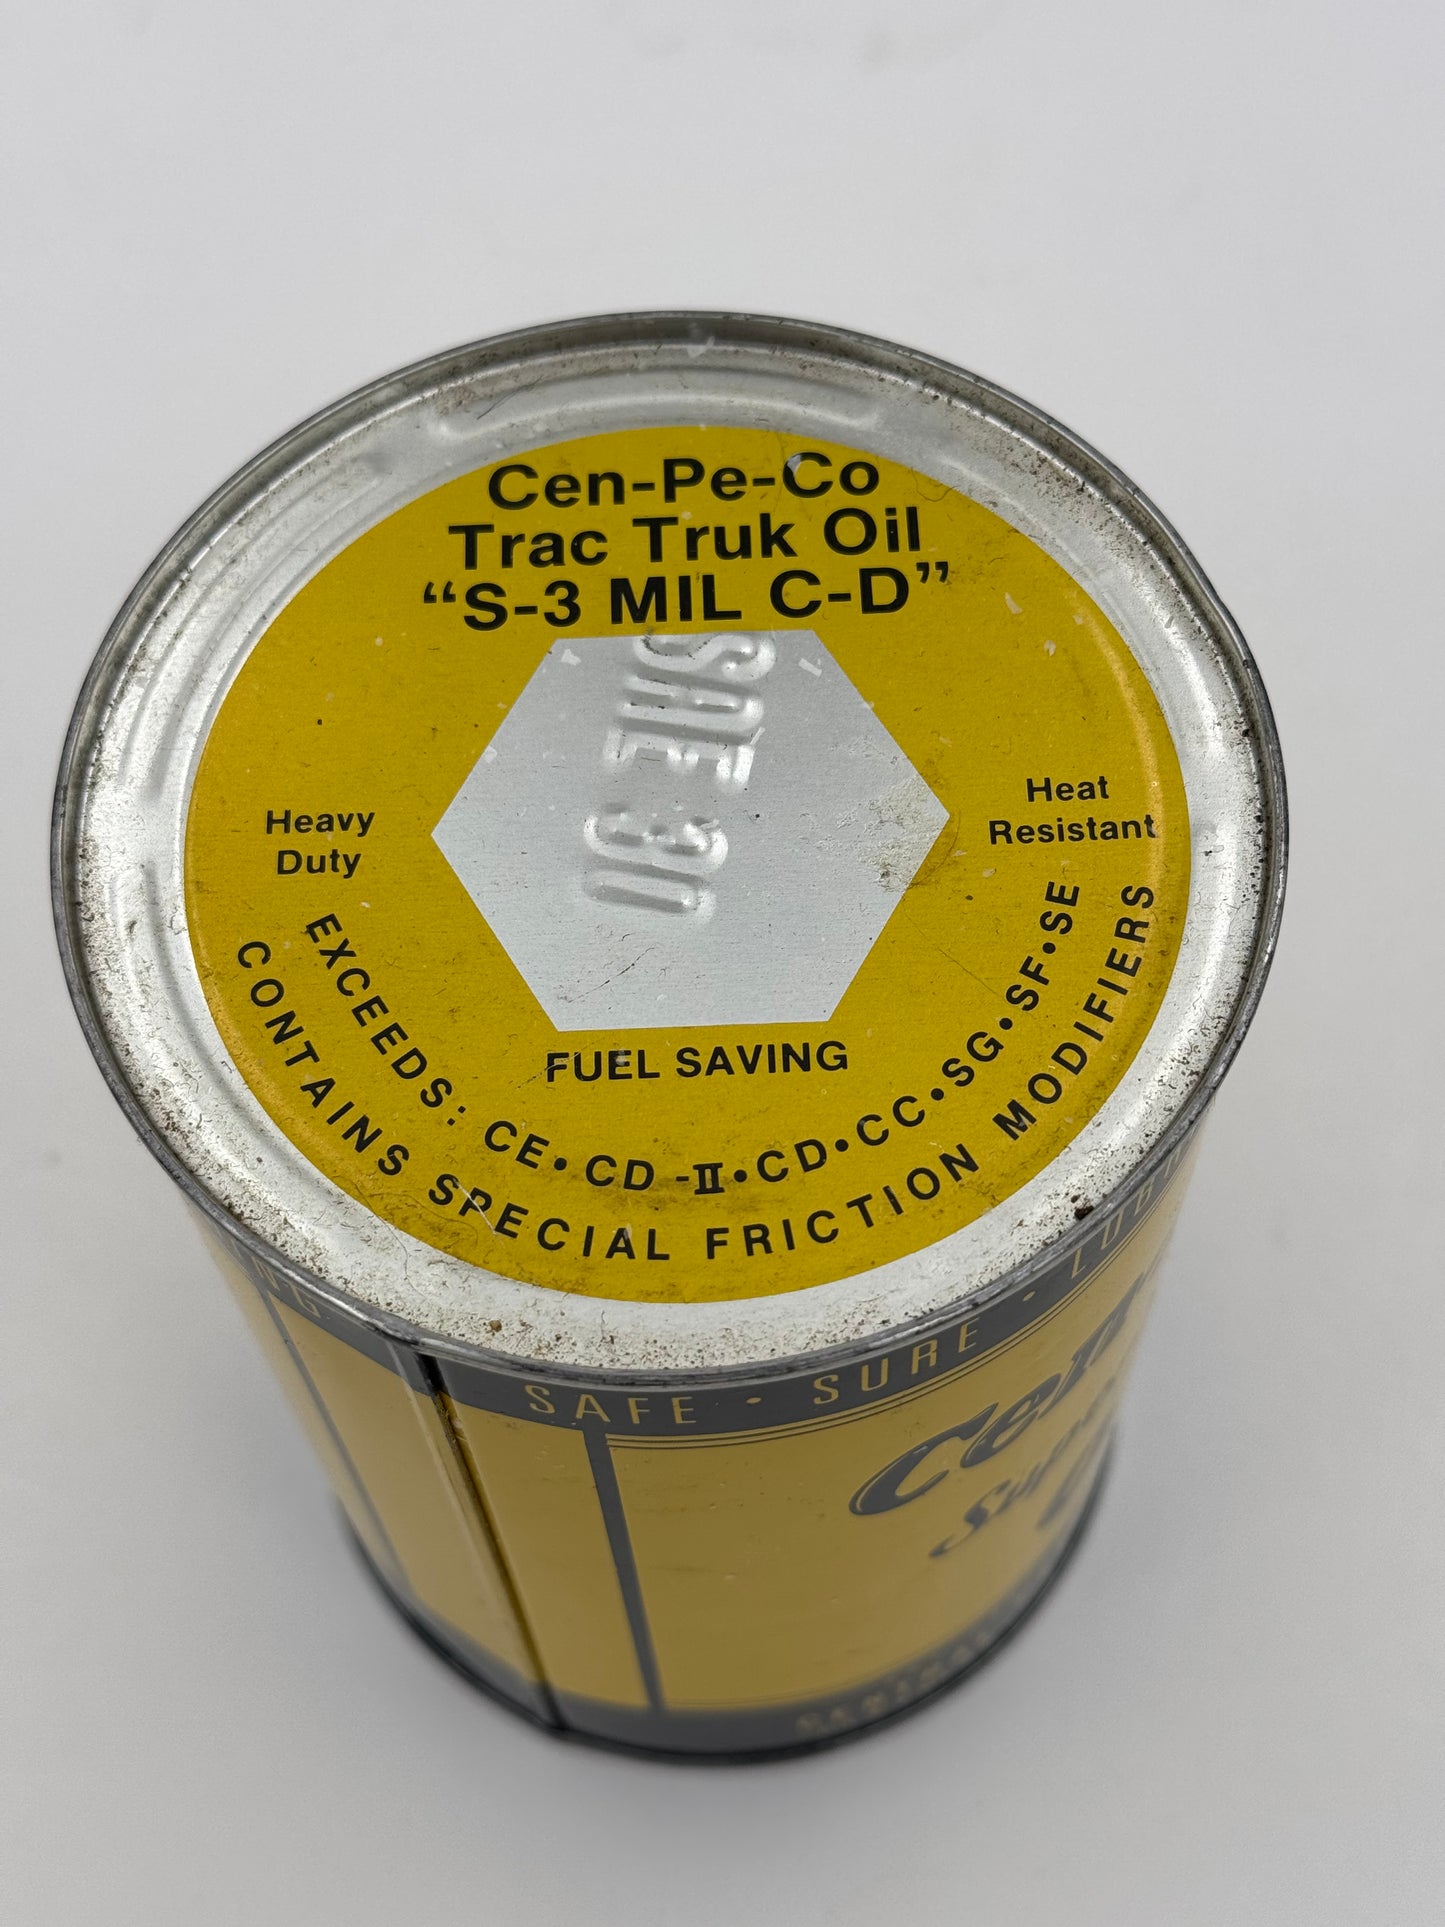 Cen-Pe-Co
Trac Truk Oil
“S-3 MIL C-D”
SAE 30
Heavy
Duty
Heat
Resistant
FUEL SAVING
EXCEEDS: CE•CD-II•CD•CC•SG•SF•SE
CONTAINS SPECIAL FRICTION MODIFIERS
SAFE • SURE •